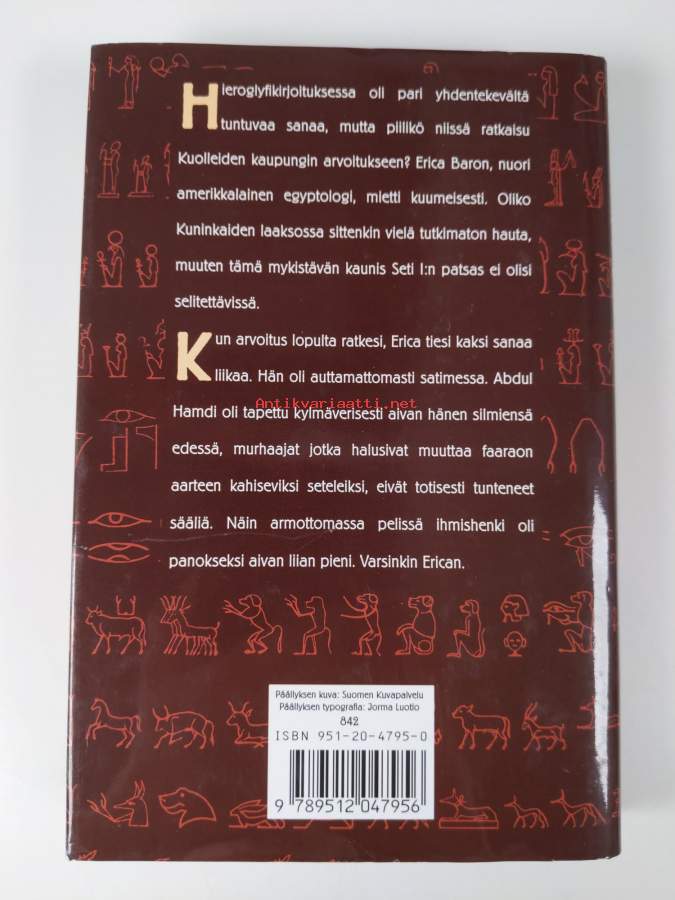 Hieroglyfikirjoituksessa oli pari yhdentekevältä
tuntuvaa sanaa, mutta piilikö niissä ratkaisu
Kuolleiden kaupungin arvoitukseen? Erica Baron, nuori
amerikkalainen egyptologi, mietti kuumeisesti. Oliko
Kuninkaiden laaksossa sittenkin vielä tutkimaton hauta,
muuten tämä mykistävän kaunis Seti I:n patsas ei olisi
selitettävissä.
Kun arvoitus lopulta ratkesi, Erica tiesi kaksi sanaa
liikaa. Hän oli auttamattomasti satimessa. Abdul
Antikvariaatti.net
Hamdi oli tapettu kylmäverisesti aivan hänen silmiensä
edessä, murhaajat jotka halusivat muuttaa faaraon
aarteen kahiseviksi seteleiksi, eivät totisesti tunteneet
sääliä. Näin armottomassa pelissä ihmishenki oli
panokseksi aivan liian pieni. Varsinkin Erican.
Päällyksen kuva: Suomen Kuvapalvelu
Päällyksen typografia: Jorma Luotio
842
ISBN 951-20-4795-0
9 789512 047956